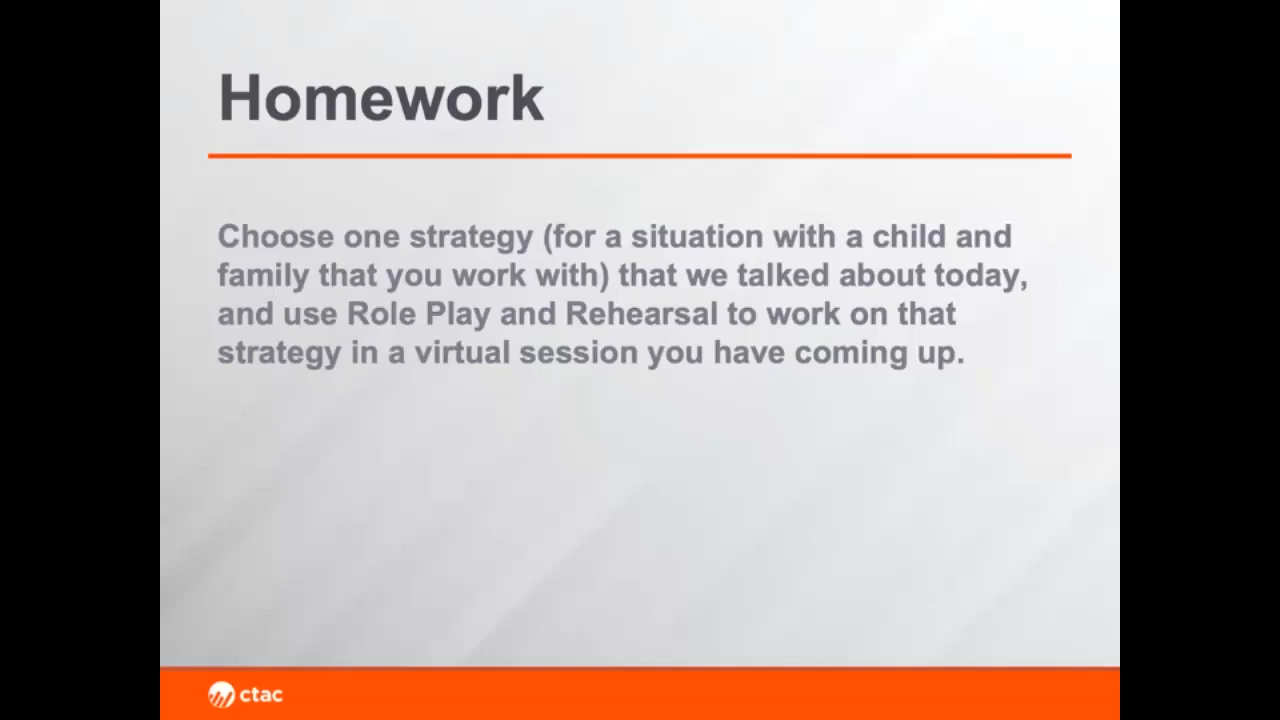 Homework
Choose one strategy (for a situation with a child and
family that you work with) that we talked about today,
and use Role Play and Rehearsal to work on that
strategy in a virtual session you have coming up.
ctac